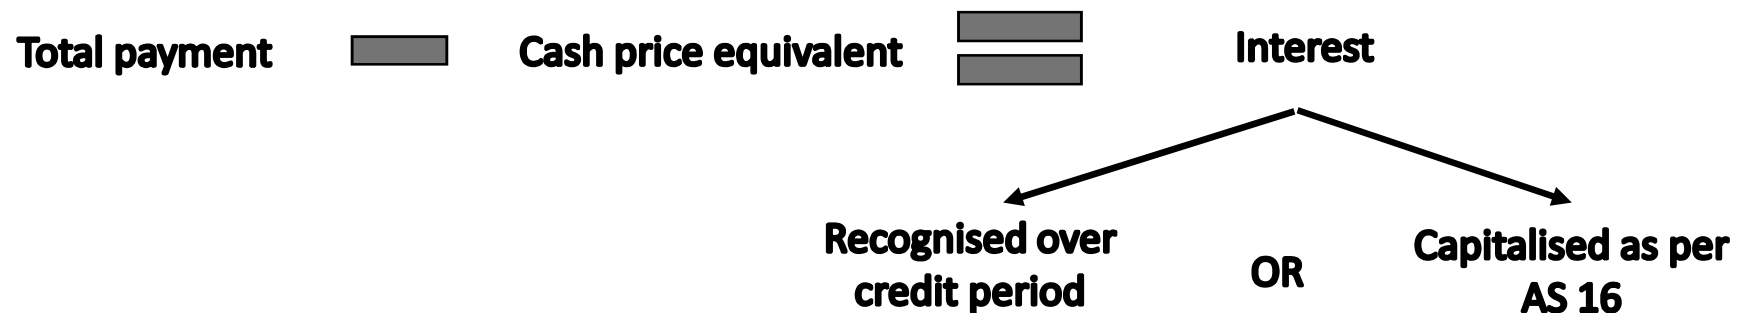 Total payment
Cash price equivalent
Interest
Recognised over
credit period
OR
Capitalised as per
AS 16